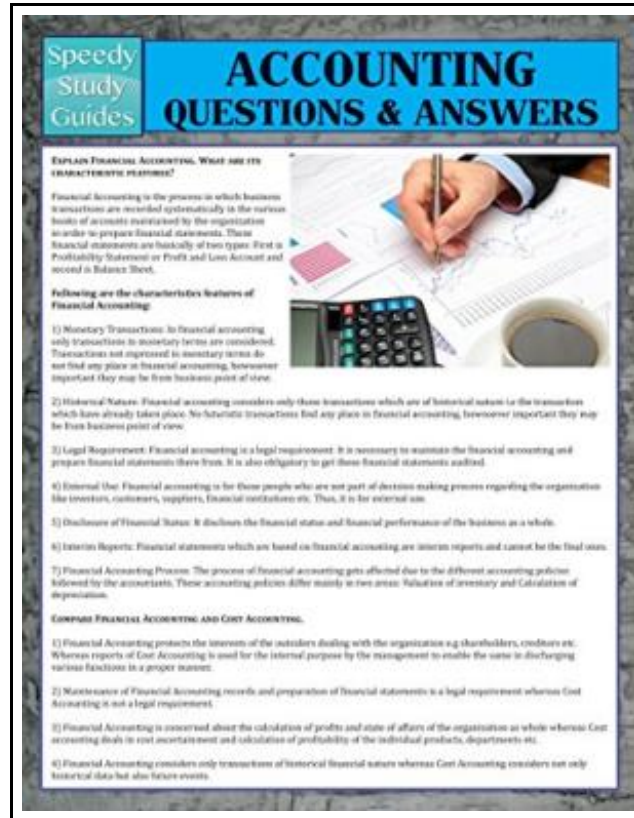 Speedy
Study
Guides
ACCOUNTING
QUESTIONS & ANSWERS
EXPLAIN FINANCIAL ACCOUNTING. WHAT ARE ITS
CHARACTERISTIC FEATURES?
Financial Accounting is the process in which business
transactions are recorded systematically in the various
books of accounts maintained by the organization
in order to prepare financial statements. These
financial statements are basically of two types: First is
Profitability Statement or Profit and Loss Account and
second is Balance Sheet.
Following are the characteristics features of
Financial Accounting:
1) Monetary Transactions: In financial accounting
only transactions in monetary terms are considered.
Transactions not expressed in monetary terms do
not find any place in financial accounting, howsoever
important they may be from business point of view.
2) Historical Nature: Financial accounting considers only those transactions which are of historical nature i.e the transaction
which have already taken place. No futuristic transactions find any place in financial accounting, howsoever important they may
be from business point of view.
3) Legal Requirement: Financial accounting is a legal requirement. It is necessary to maintain the financial accounting and
prepare financial statements there from. It is also obligatory to get these financial statements audited.
4) External Use: Financial accounting is for those people who are not part of decision making process regarding the organization
like investors, customers, suppliers, financial institutions etc. Thus, it is for external use.
5) Disclosure of Financial Status: It discloses the financial status and financial performance of the business as a whole.
6) Interim Reports: Financial statements which are based on financial accounting are interim reports and cannot be the final ones.
7) Financial Accounting Process: The process of financial accounting gets affected due to the different accounting policies
followed by the accountants. These accounting policies differ mainly in two areas: Valuation of inventory and Calculation of
depreciation.
COMPARE FINANCIAL ACCOUNTING AND COST ACCOUNTING.
1) Financial Accounting protects the interests of the outsiders dealing with the organization e.g shareholders, creditors etc.
Whereas reports of Cost Accounting is used for the internal purpose by the management to enable the same in discharging
various functions in a proper manner.
2) Maintenance of Financial Accounting records and preparation of financial statements is a legal requirement whereas Cost
Accounting is not a legal requirement.
3) Financial Accounting is concerned about the calculation of profits and state of affairs of the organization as whole whereas Cost
accounting deals in cost ascertainment and calculation of profitability of the individual products, departments etc.
4) Financial Accounting considers only transactions of historical financial nature whereas Cost Accounting considers not only
historical data but also future events.